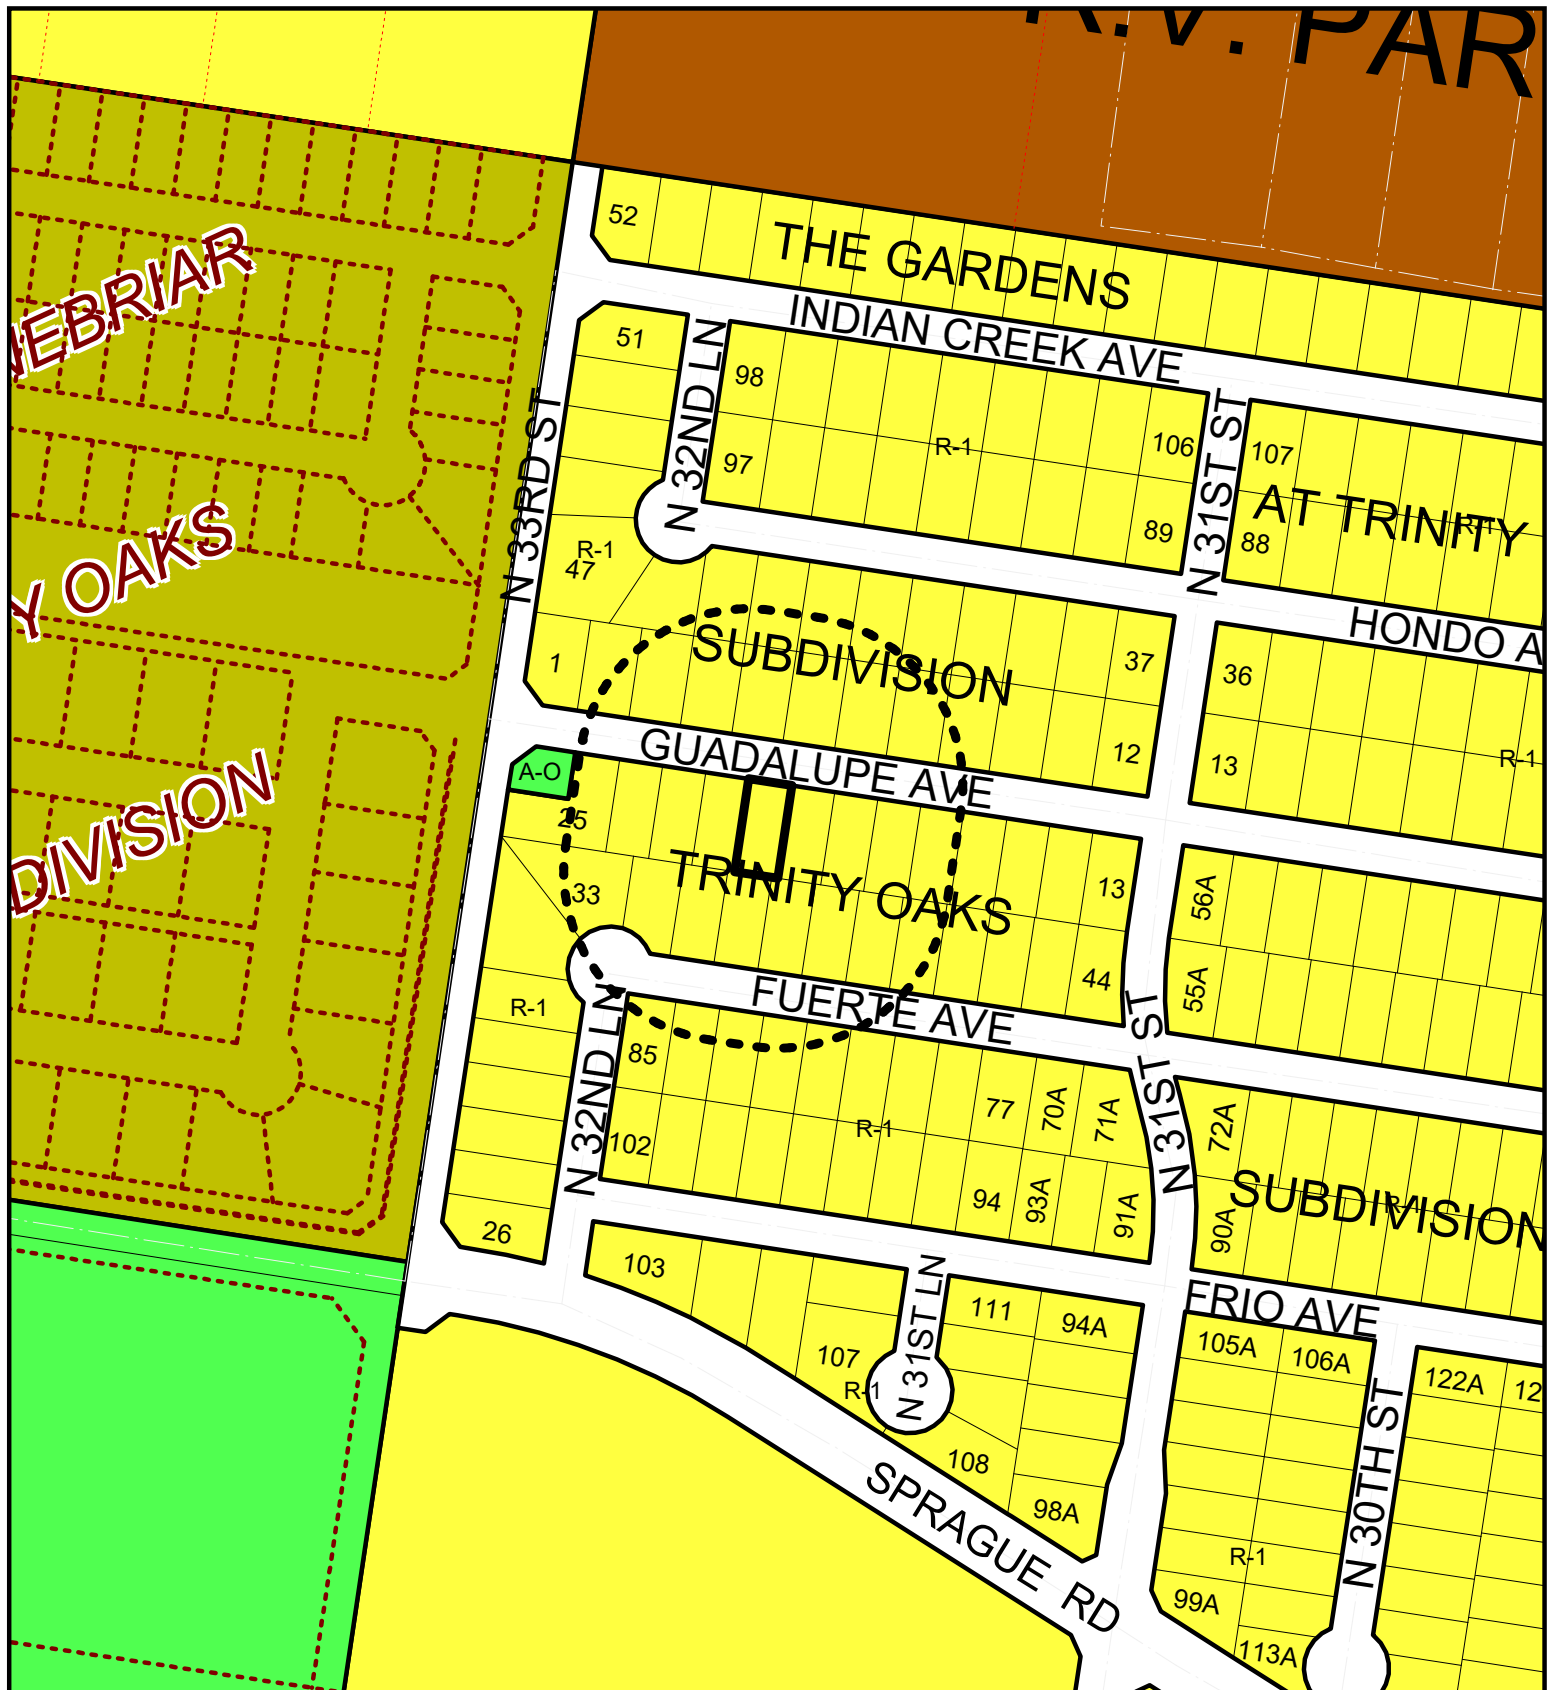 R.V. PAR
52
THE GARDENS
INDIAN CREEK AVE
51
N 32ND LN
98
97
R-1
106
89
N 31ST ST
107
AT TRINITY
R-1
88
NEBRIAR
N 33RD ST
R-1
47
HONDO A
Y OAKS
1
SUBDIVISION
37
12
36
13
R-1
GUADALUPE AVE
A-O
25
DIVISION
TRINITY OAKS
33
13
44
56A
55A
R-1
FUERTE AVE
N 31ST ST
N 32ND LN
85
102
R-1
77
70A
71A
94
93A
91A
72A
90A
SUBDIVISION
R-1
26
103
N 31ST LN
111
94A
FRIO AVE
105A
106A
122A
12
107
R-1
108
98A
N 30TH ST
SPRAGUE RD
R-1
99A
113A